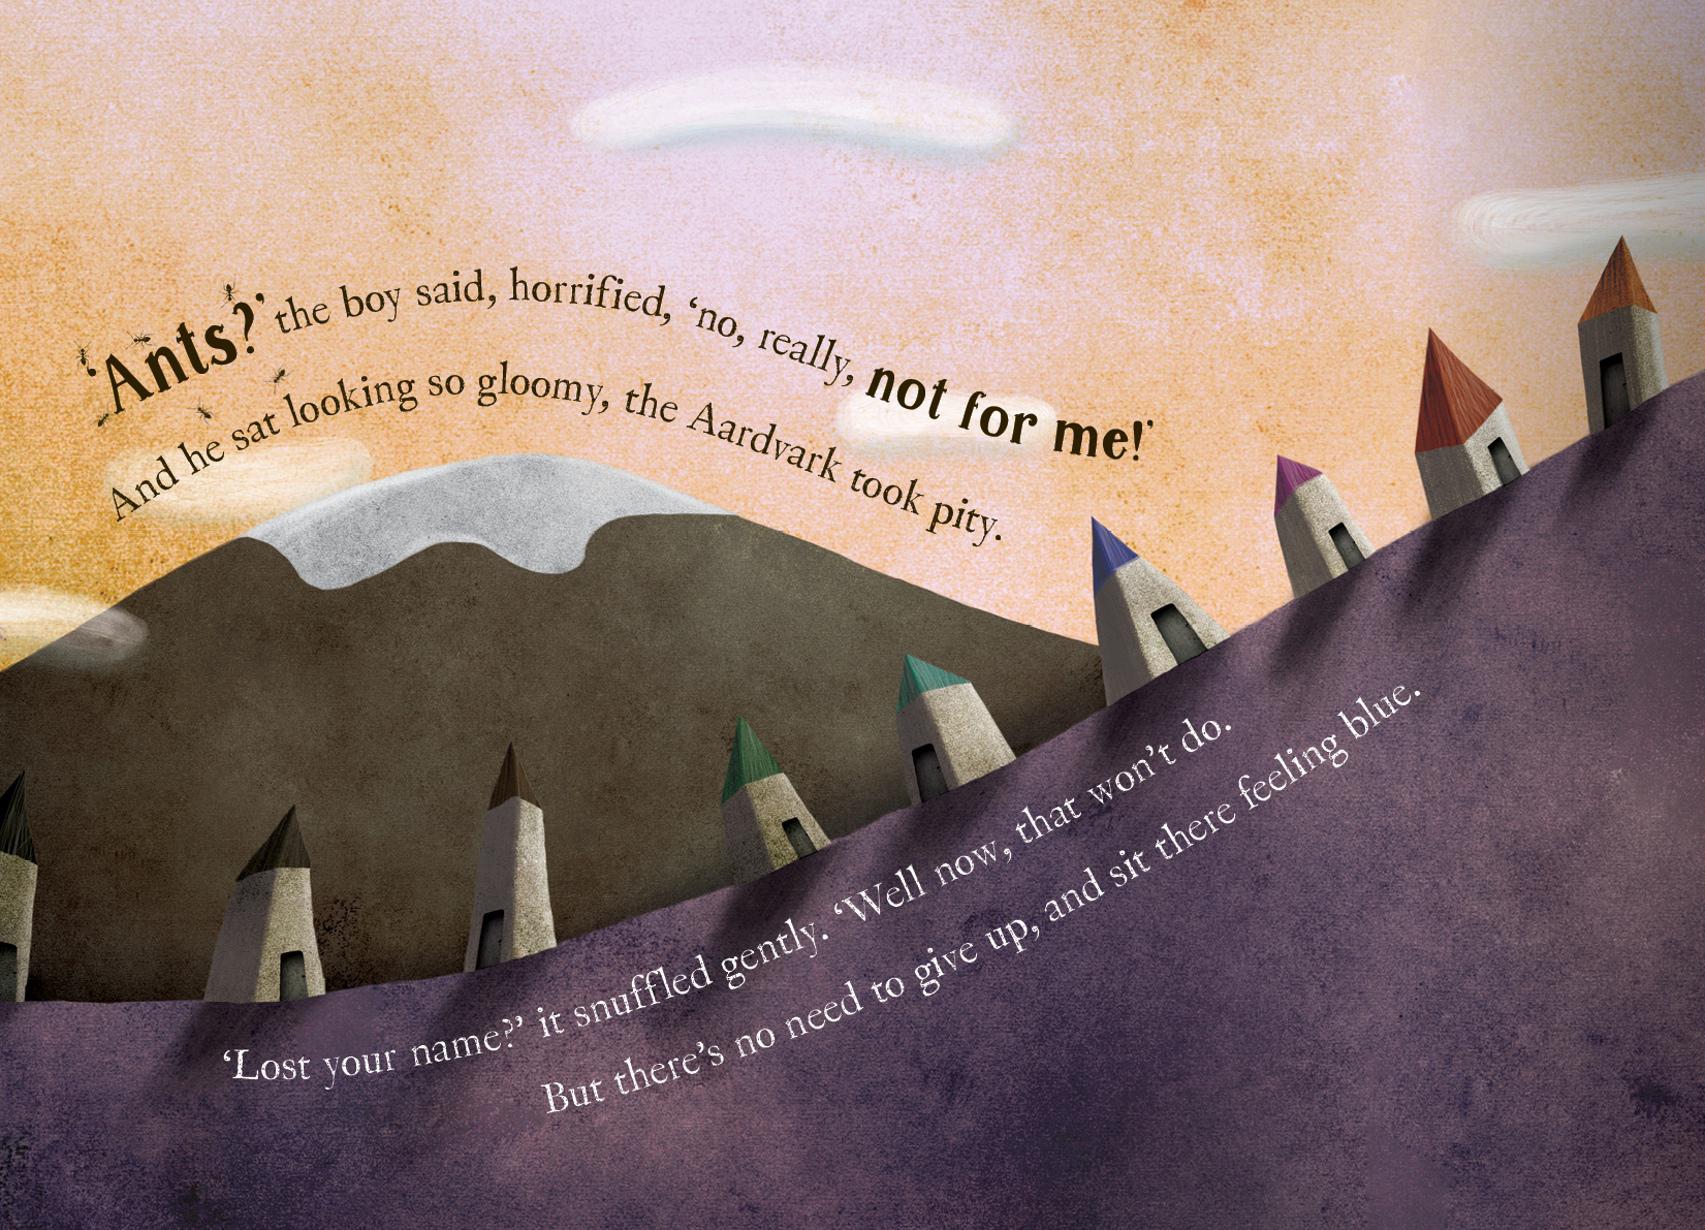 ‘Ants?’ the boy said, horrified, ‘no, really, not for me!’
And he sat looking so gloomy, the Aardvark took pity.
‘Lost your name?’ it snuffled gently. ‘Well now, that won’t do.
But there’s no need to give up, and sit there feeling blue.